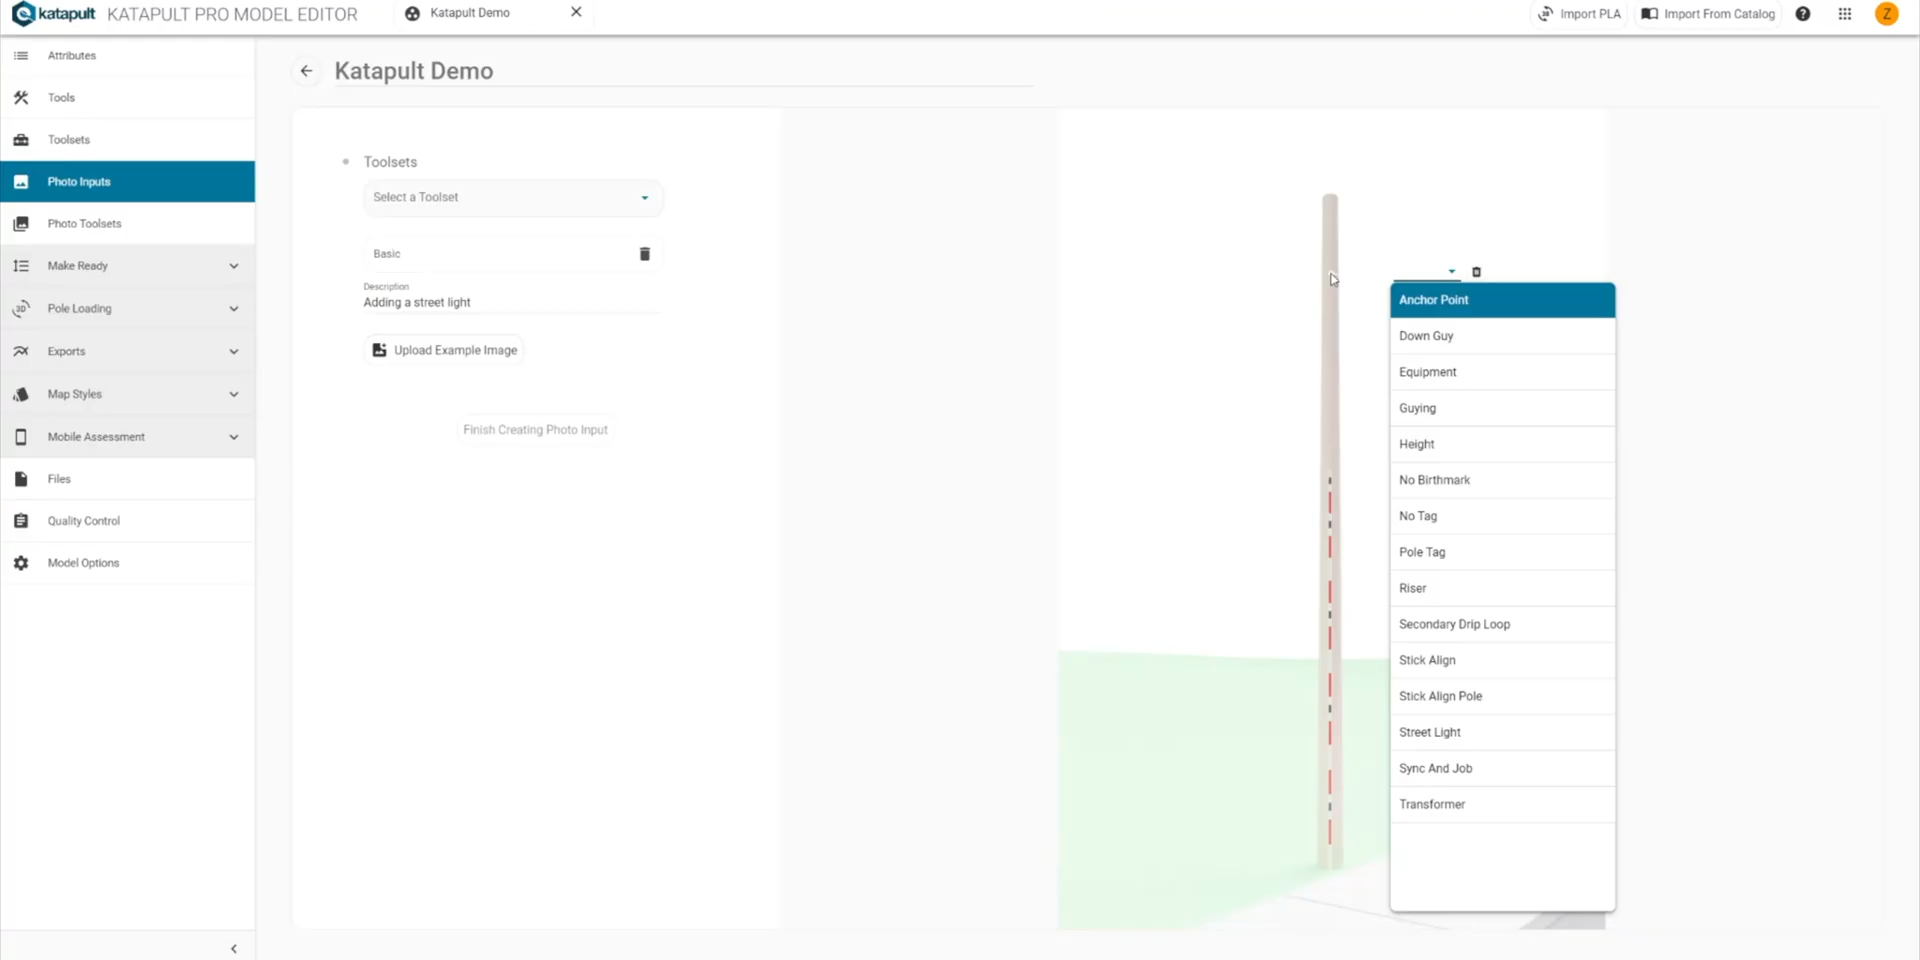 katapult KATAPULT PRO MODEL EDITOR
Katapult Demo
Import PLA
Import From Catalog
Z
Attributes
Tools
Toolsets
Photo Inputs
Photo Toolsets
Make Ready
Pole Loading
Exports
Map Styles
Mobile Assessment
Files
Quality Control
Model Options
Katapult Demo
Toolsets
Select a Toolset
Basic
Description
Adding a street light
Upload Example Image
Finish Creating Photo Input
Anchor Point
Down Guy
Equipment
Guying
Height
No Birthmark
No Tag
Pole Tag
Riser
Secondary Drip Loop
Stick Align
Stick Align Pole
Street Light
Sync And Job
Transformer